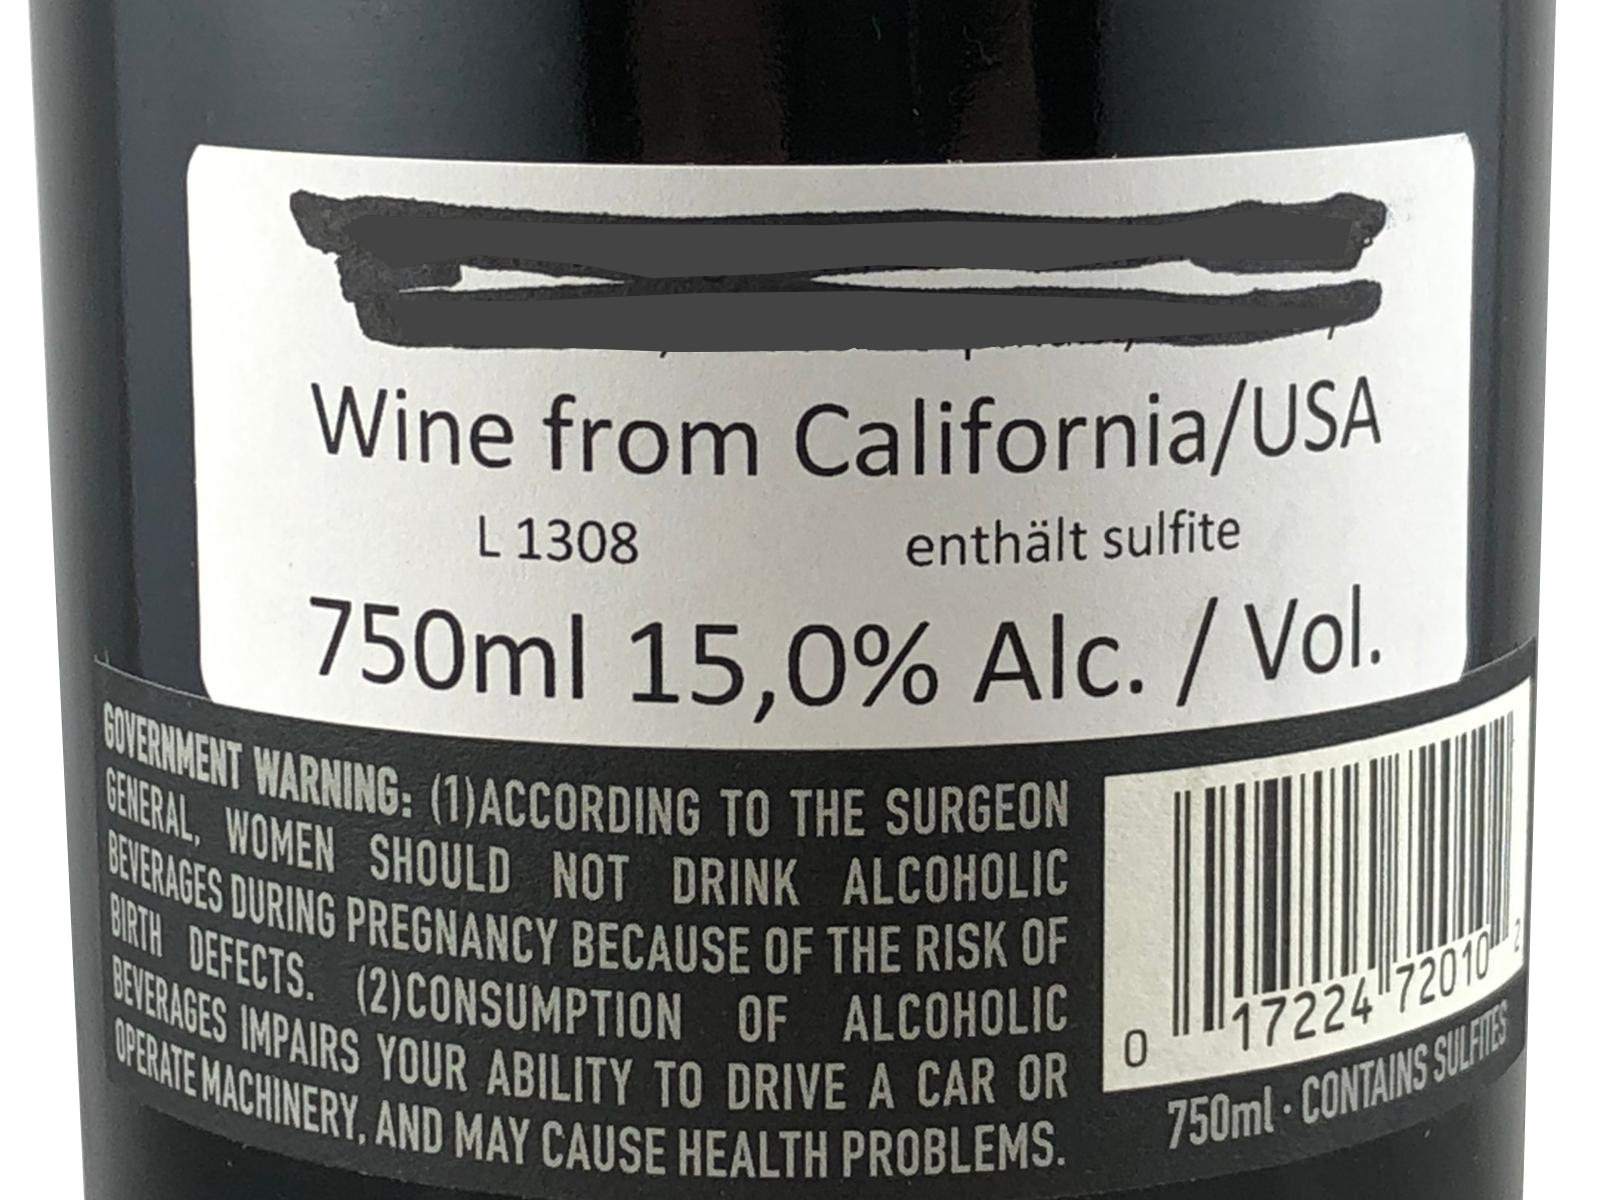 Wine from California/USA
L 1308 enthält sulfite
750ml 15,0% Alc. / Vol.
GOVERNMENT WARNING: (1)ACCORDING TO THE SURGEON
GENERAL, WOMEN SHOULD NOT DRINK ALCOHOLIC
BEVERAGES DURING PREGNANCY BECAUSE OF THE RISK OF
BIRTH DEFECTS. (2)CONSUMPTION OF ALCOHOLIC
BEVERAGES IMPAIRS YOUR ABILITY TO DRIVE A CAR OR
OPERATE MACHINERY, AND MAY CAUSE HEALTH PROBLEMS.
0 17224 72010 2
750ml · CONTAINS SULFITES